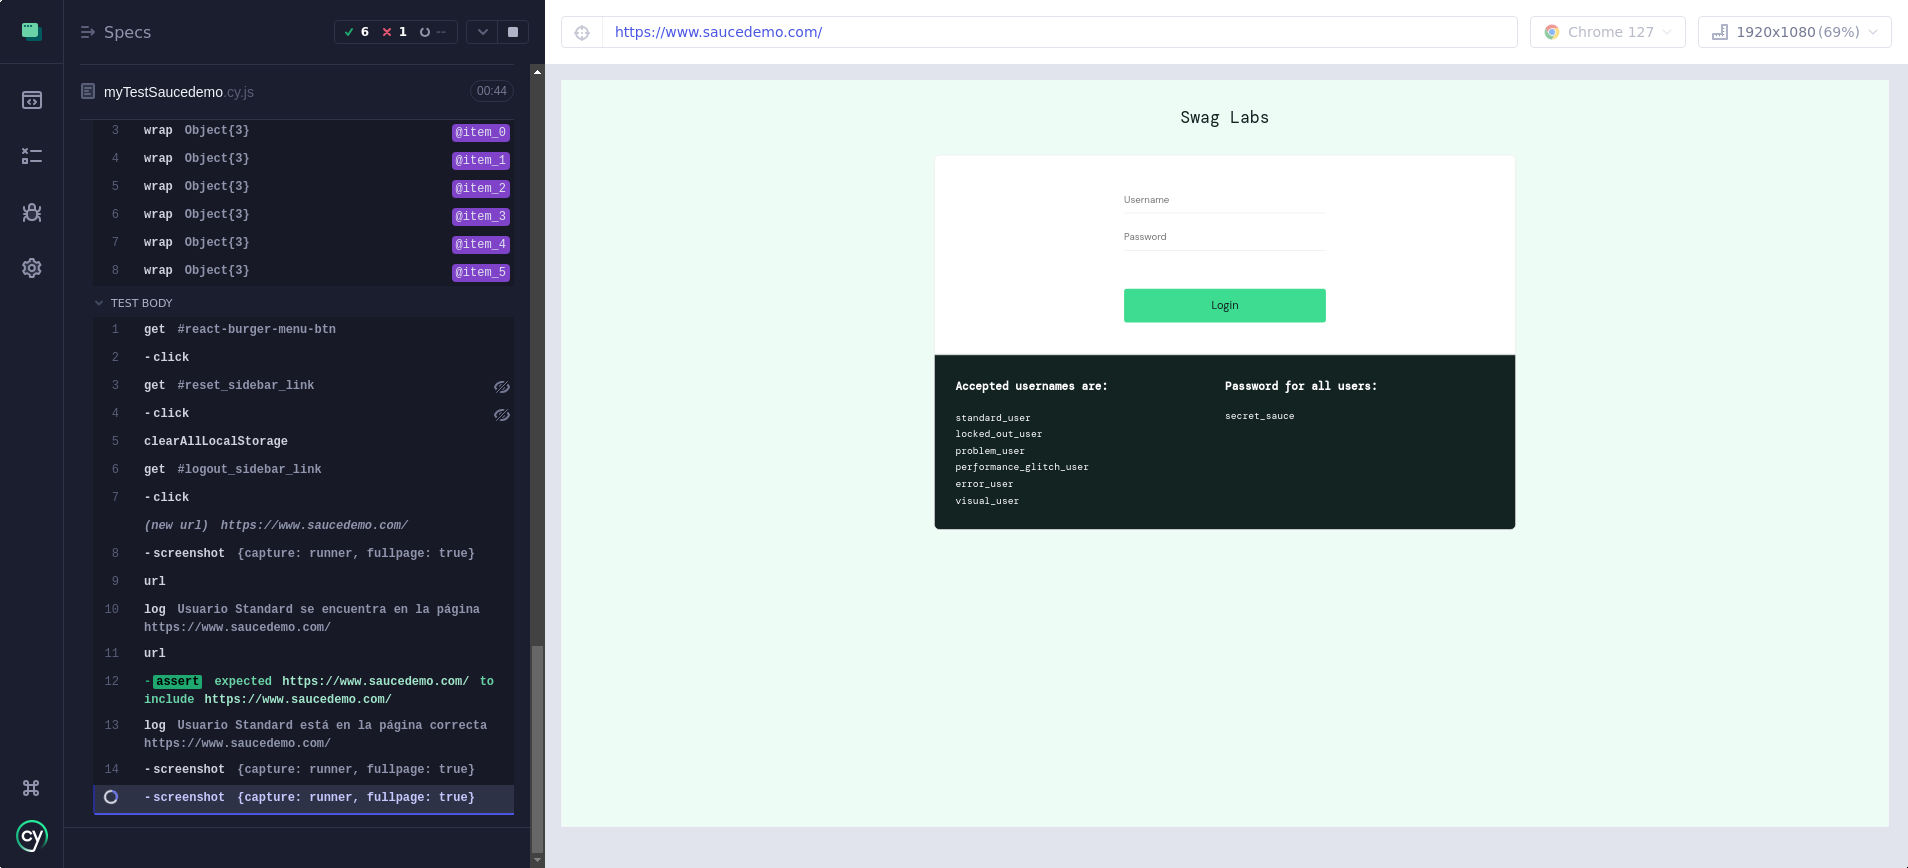 Specs
6 1 --
myTestSaucedemo.cy.js 00:44
3 wrap Object{3} @item_0
4 wrap Object{3} @item_1
5 wrap Object{3} @item_2
6 wrap Object{3} @item_3
7 wrap Object{3} @item_4
8 wrap Object{3} @item_5
TEST BODY
1 get #react-burger-menu-btn
2 -click
3 get #reset_sidebar_link
4 -click
5 clearAllLocalStorage
6 get #logout_sidebar_link
7 -click
(new url) https://www.saucedemo.com/
8 -screenshot {capture: runner, fullpage: true}
9 url
10 log Usuario Standard se encuentra en la página
https://www.saucedemo.com/
11 url
12 -assert expected https://www.saucedemo.com/ to
include https://www.saucedemo.com/
13 log Usuario Standard está en la página correcta
https://www.saucedemo.com/
14 -screenshot {capture: runner, fullpage: true}
-screenshot {capture: runner, fullpage: true}
cy
https://www.saucedemo.com/
Chrome 127
1920x1080 (69%)
Swag Labs
Username
Password
Login
Accepted usernames are:
standard_user
locked_out_user
problem_user
performance_glitch_user
error_user
visual_user
Password for all users:
secret_sauce